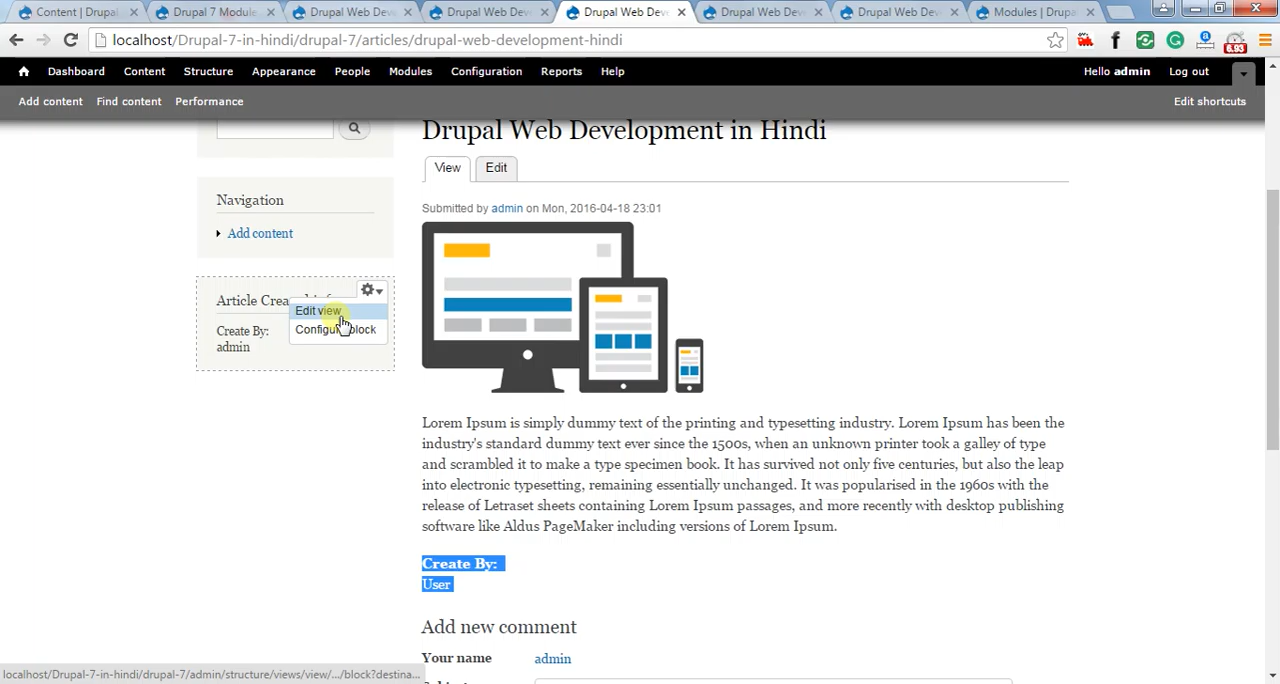 Content | Drupal
Drupal 7 Module
Drupal Web Dev
Drupal Web Dev
Drupal Web Dev
Drupal Web Dev
Drupal Web Dev
Modules | Drupa
localhost/Drupal-7-in-hindi/drupal-7/articles/drupal-web-development-hindi
6.93
Dashboard Content Structure Appearance People Modules Configuration Reports Help
Hello admin Log out
Add content Find content Performance
Edit shortcuts
Drupal Web Development in Hindi
View Edit
Submitted by admin on Mon, 2016-04-18 23:01
Navigation
Add content
Article Crea
Edit view
Configure block
Create By:
admin
Lorem Ipsum is simply dummy text of the printing and typesetting industry. Lorem Ipsum has been the
industry's standard dummy text ever since the 1500s, when an unknown printer took a galley of type
and scrambled it to make a type specimen book. It has survived not only five centuries, but also the leap
into electronic typesetting, remaining essentially unchanged. It was popularised in the 1960s with the
release of Letraset sheets containing Lorem Ipsum passages, and more recently with desktop publishing
software like Aldus PageMaker including versions of Lorem Ipsum.
Create By:
User
Add new comment
Your name admin
localhost/Drupal-7-in-hindi/drupal-7/admin/structure/views/view/.../block?destina...